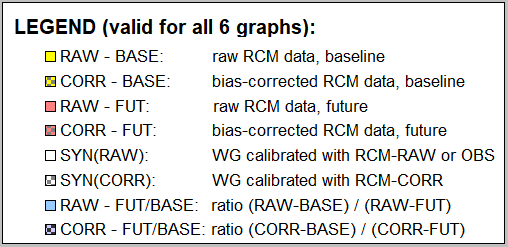 LEGEND (valid for all 6 graphs):
RAW - BASE: raw RCM data, baseline
CORR - BASE: bias-corrected RCM data, baseline
RAW - FUT: raw RCM data, future
CORR - FUT: bias-corrected RCM data, future
SYN(RAW): WG calibrated with RCM-RAW or OBS
SYN(CORR): WG calibrated with RCM-CORR
RAW - FUT/BASE: ratio (RAW-BASE) / (RAW-FUT)
CORR - FUT/BASE: ratio (CORR-BASE) / (CORR-FUT)